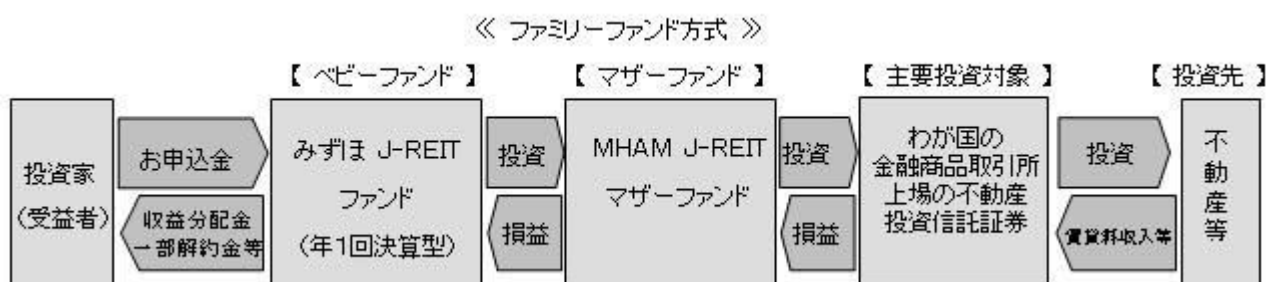 ≪ ファミリーファンド方式 ≫
【 ベビーファンド 】
【 マザーファンド 】
【 主要投資対象 】
【 投資先 】
投資家
(受益者)
お申込金
収益分配金
一部解約金等
みずほ J-REIT
ファンド
(年1回決算型)
投資
損益
MHAM J-REIT
マザーファンド
投資
損益
わが国の
金融商品取引所
上場の不動産
投資信託証券
投資
賃貸料収入等
不動産等